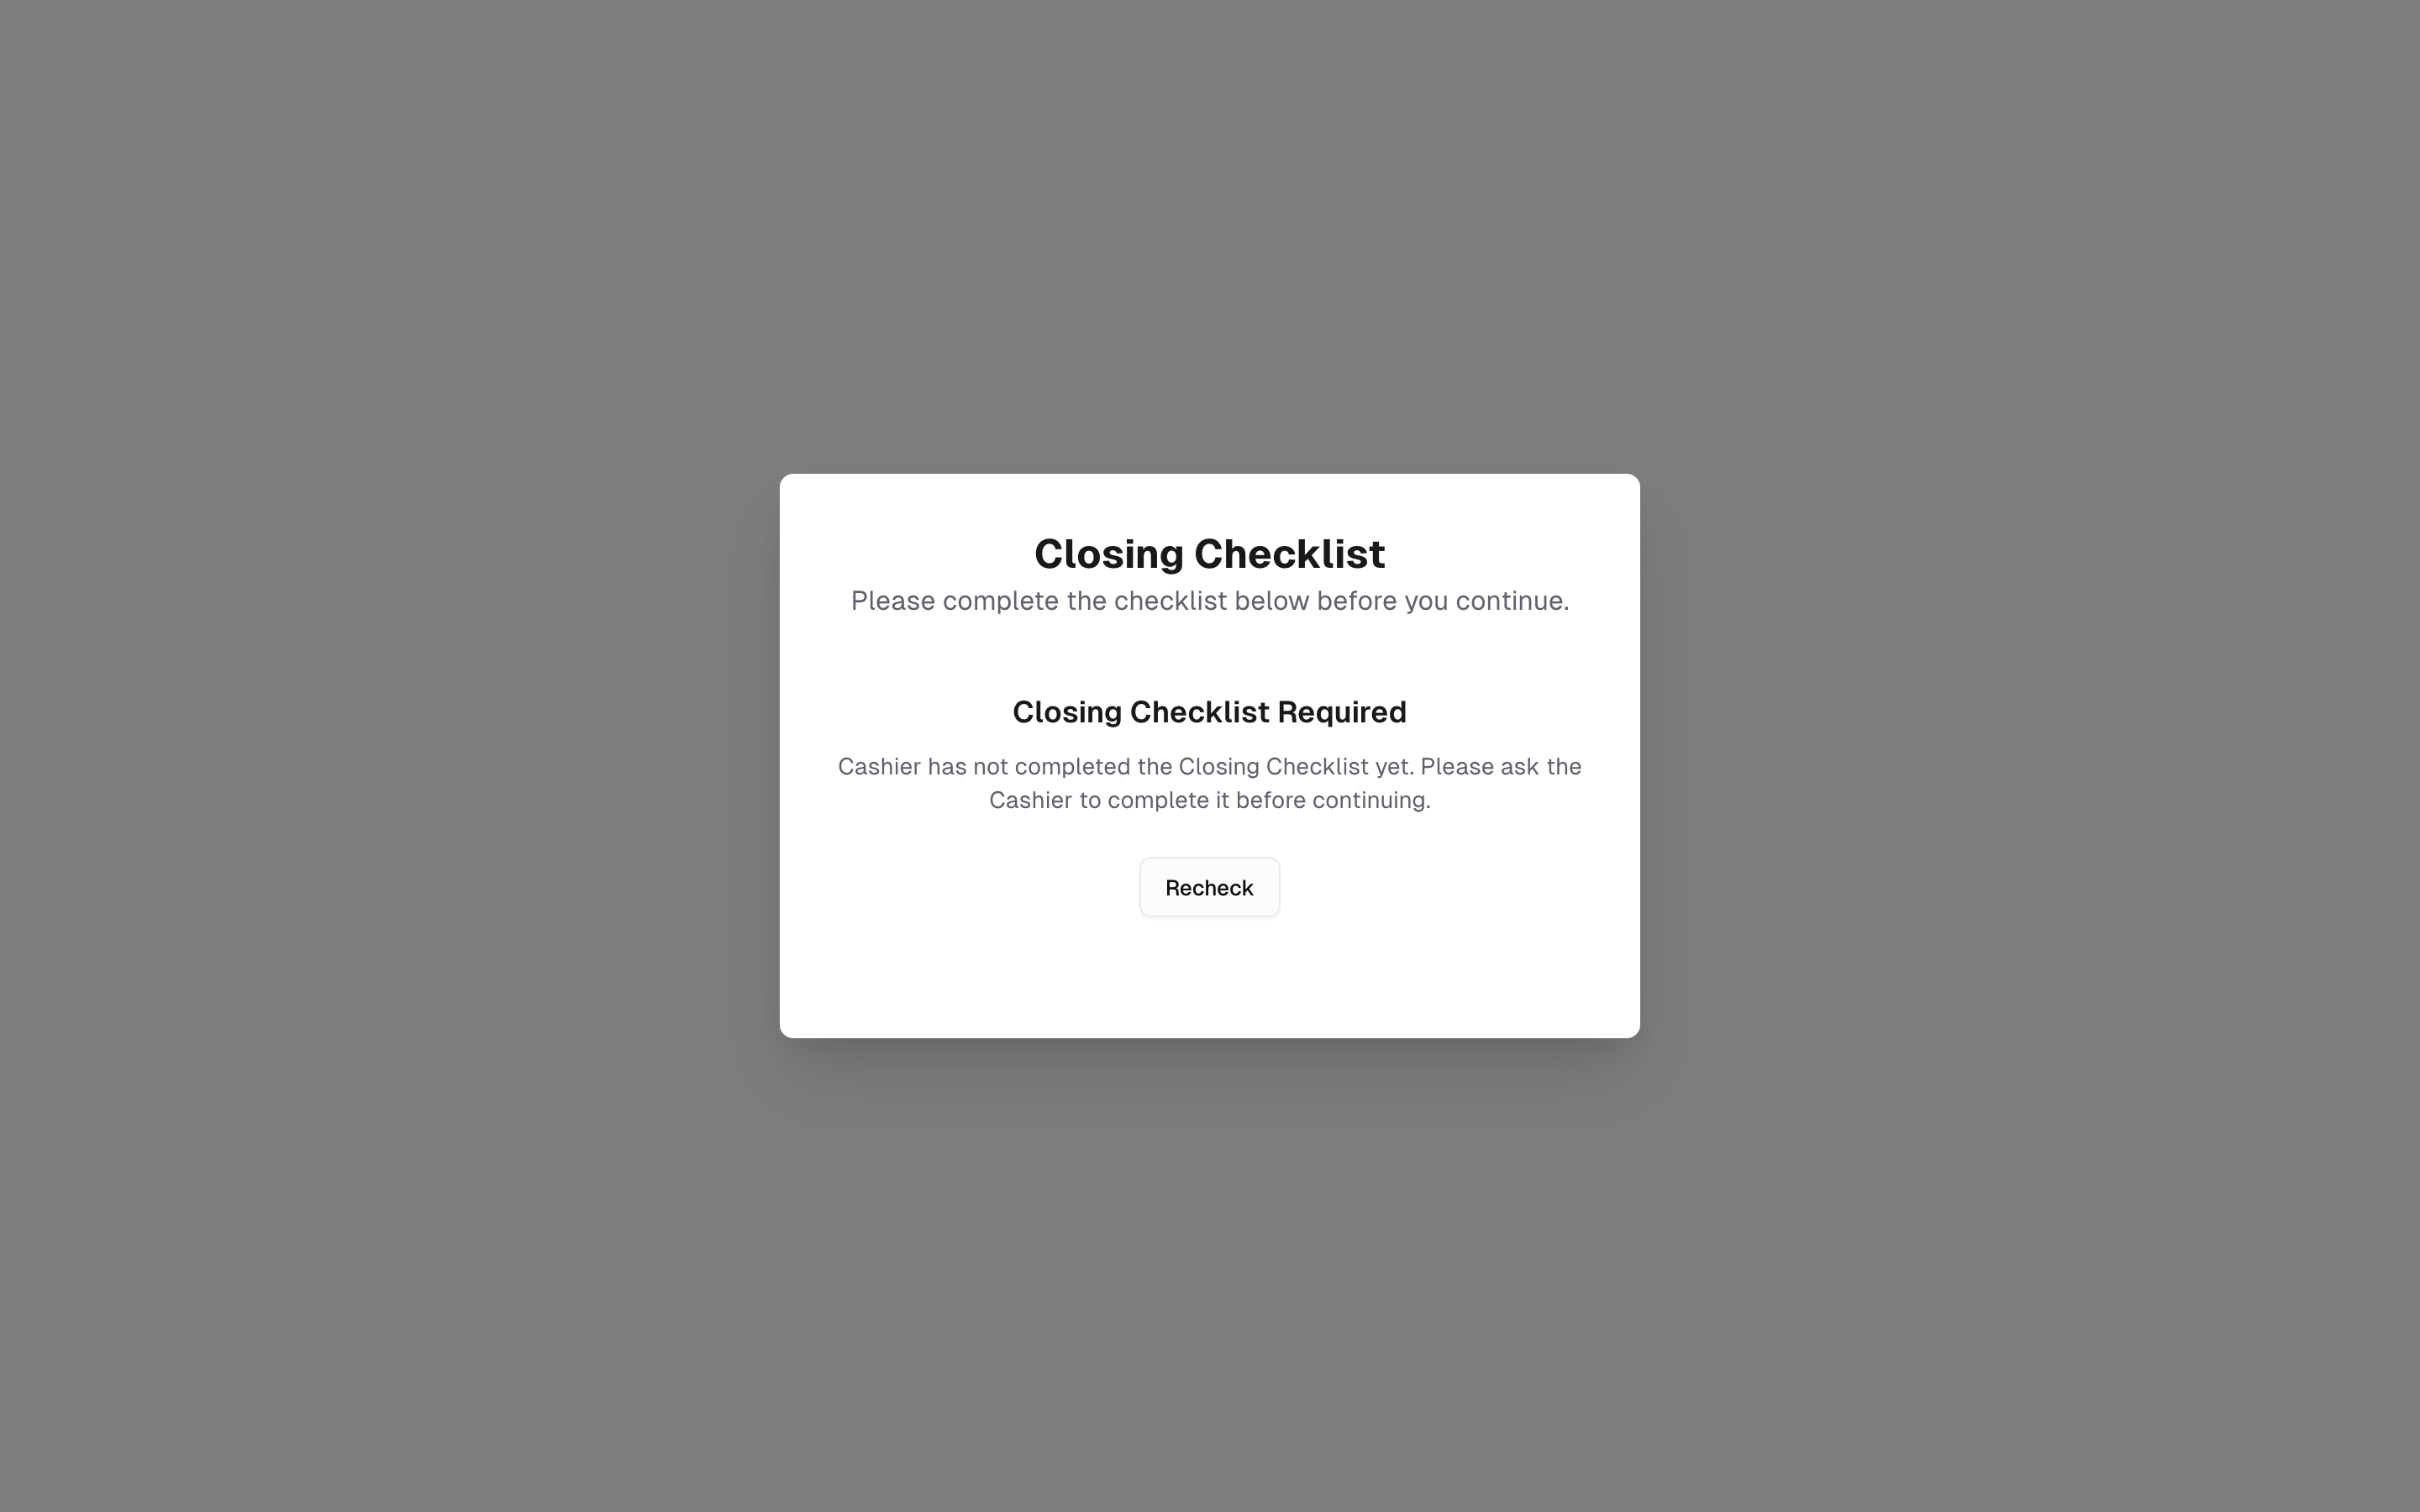 Closing Checklist
Please complete the checklist below before you continue.
Closing Checklist Required
Cashier has not completed the Closing Checklist yet. Please ask the
Cashier to complete it before continuing.
Recheck